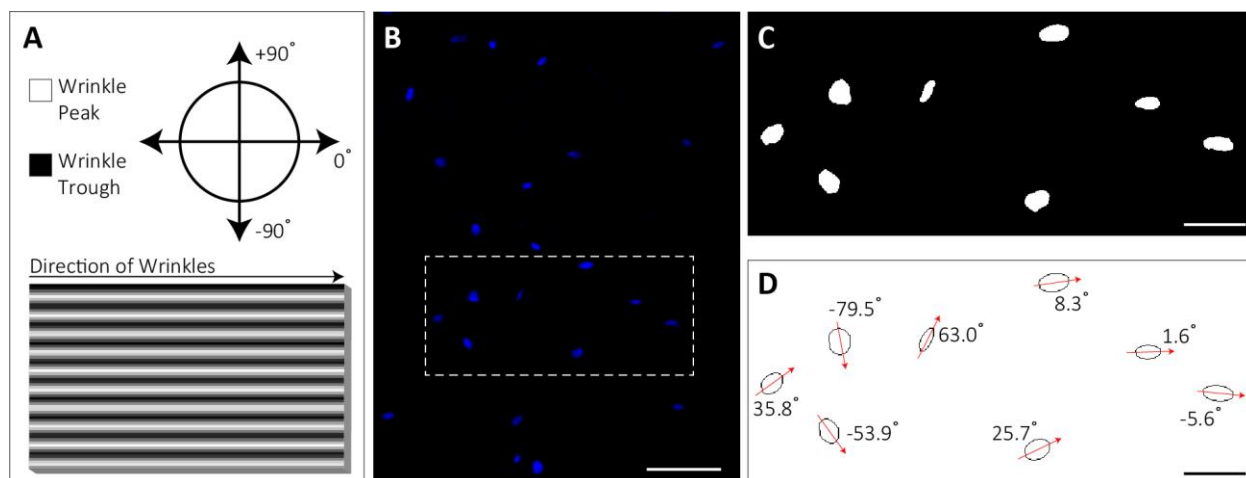 A
+90˚
Wrinkle
Peak
0˚
Wrinkle
Trough
-90˚
Direction of Wrinkles
B
C
D
-79.5˚
63.0˚
8.3˚
1.6˚
35.8˚
-53.9˚
25.7˚
-5.6˚